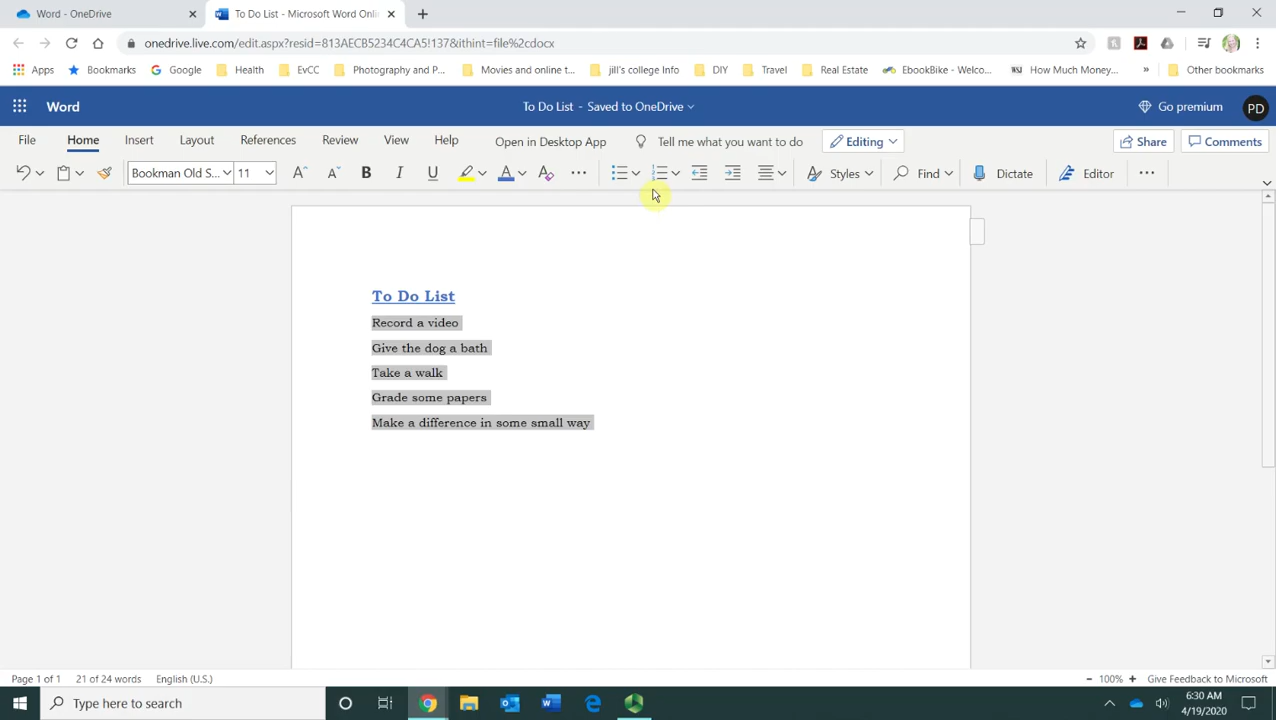 Word - OneDrive
To Do List - Microsoft Word Onli
onedrive.live.com/edit.aspx?resid=813AECB5234C4CA5!137&ithint=file%2cdocx
Apps Bookmarks Google Health EvCC Photography and P... Movies and online t... jill's college Info DIY Travel Real Estate EbookBike - Welco... WSJ How Much Money... » Other bookmarks
Word To Do List - Saved to OneDrive Go premium PD
File Home Insert Layout References Review View Help Open in Desktop App Tell me what you want to do Editing Share Comments
Bookman Old S... 11 A A B I U A A Styles Find Dictate Editor
To Do List
Record a video
Give the dog a bath
Take a walk
Grade some papers
Make a difference in some small way
Page 1 of 1 21 of 24 words English (U.S.) 100% Give Feedback to Microsoft
Type here to search 6:30 AM
4/19/2020